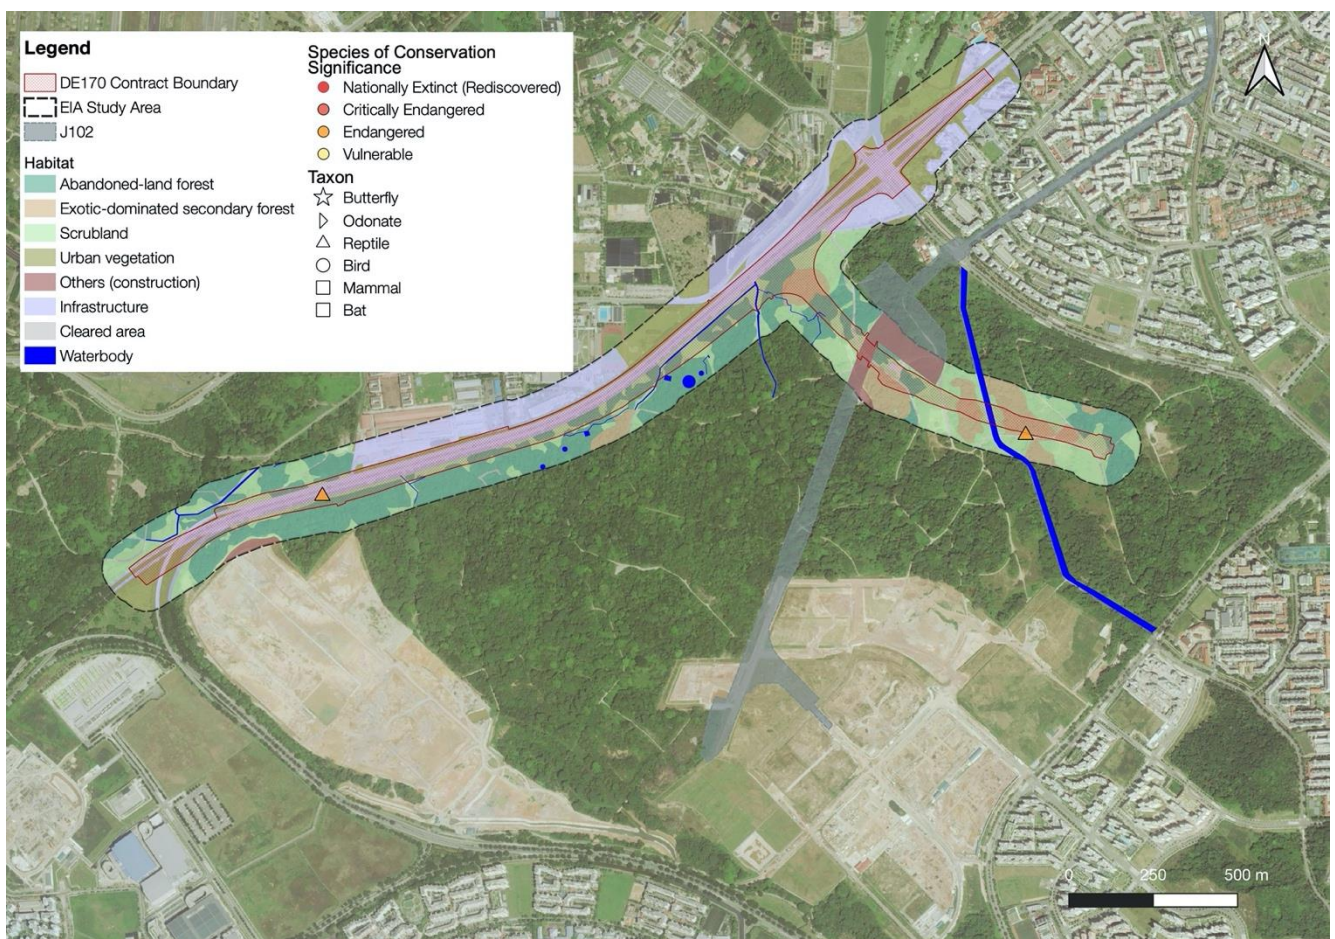 Legend
DE170 Contract Boundary
EIA Study Area
J102
Habitat
Abandoned-land forest
Exotic-dominated secondary forest
Scrubland
Urban vegetation
Others (construction)
Infrastructure
Cleared area
Waterbody
Species of Conservation
Significance
Nationally Extinct (Rediscovered)
Critically Endangered
Endangered
Vulnerable
Taxon
Butterfly
Odonate
Reptile
Bird
Mammal
Bat
N
0 250 500 m